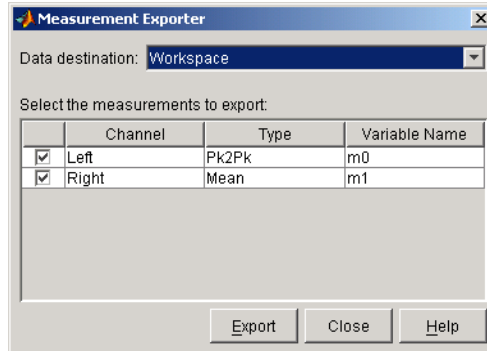 Measurement Exporter
Data destination: Workspace
Select the measurements to export:
Channel Type Variable Name
Left Pk2Pk m0
Right Mean m1
Export Close Help